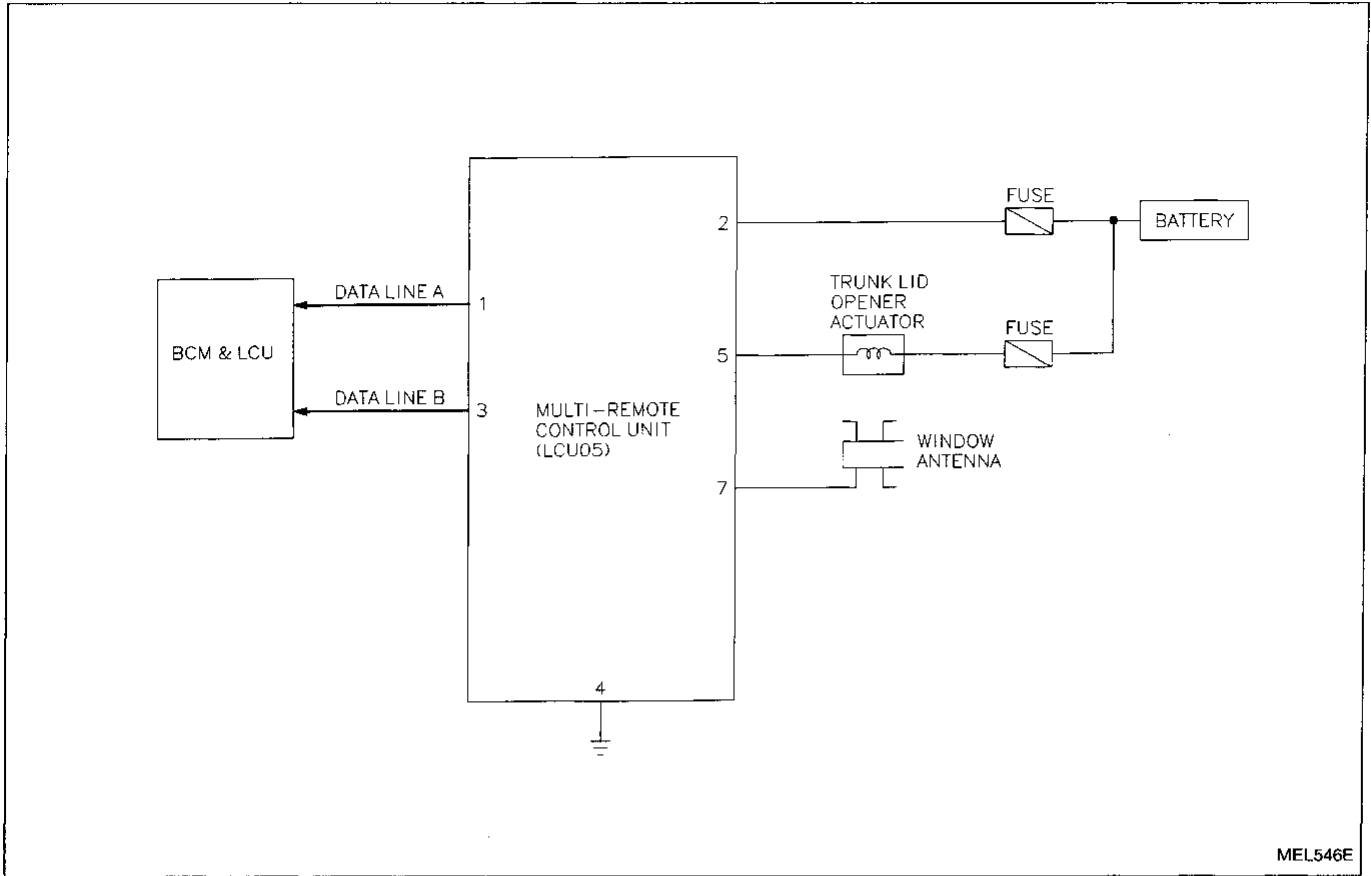 FUSE
2
BATTERY
TRUNK LID
OPENER
ACTUATOR
FUSE
DATA LINE A
1
BCM & LCU
5
DATA LINE B
3
MULTI-REMOTE
CONTROL UNIT
(LCU05)
WINDOW
ANTENNA
7
4
MEL546E